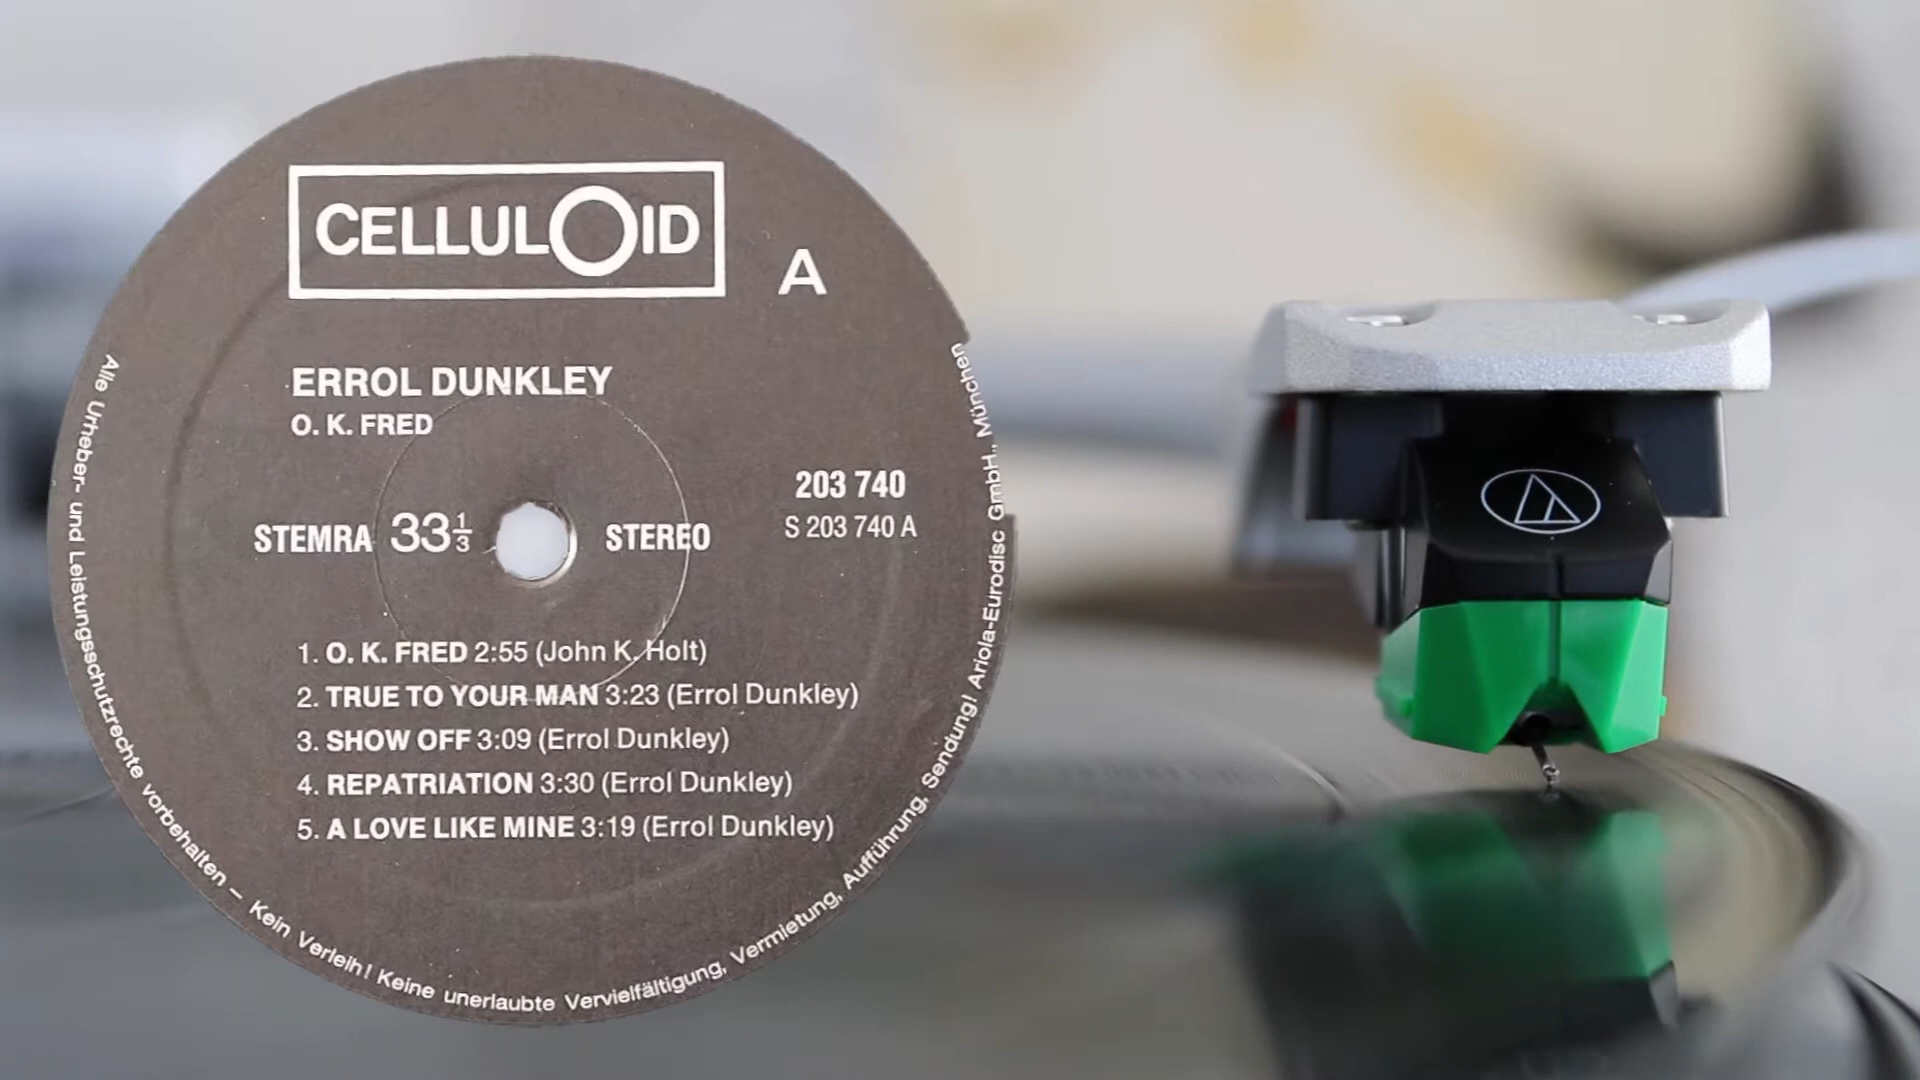 CELLULOID
A
ERROL DUNKLEY
O. K. FRED
203 740
S 203 740 A
STEMRA 33⅓ STEREO
1. O. K. FRED 2:55 (John K. Holt)
2. TRUE TO YOUR MAN 3:23 (Errol Dunkley)
3. SHOW OFF 3:09 (Errol Dunkley)
4. REPATRIATION 3:30 (Errol Dunkley)
5. A LOVE LIKE MINE 3:19 (Errol Dunkley)
Alle Urheber- und Leistungsschutzrechte vorbehalten – Kein Verleih! Keine unerlaubte Vervielfältigung, Vermietung, Aufführung, Sendung! Ariola-Eurodisc GmbH., München